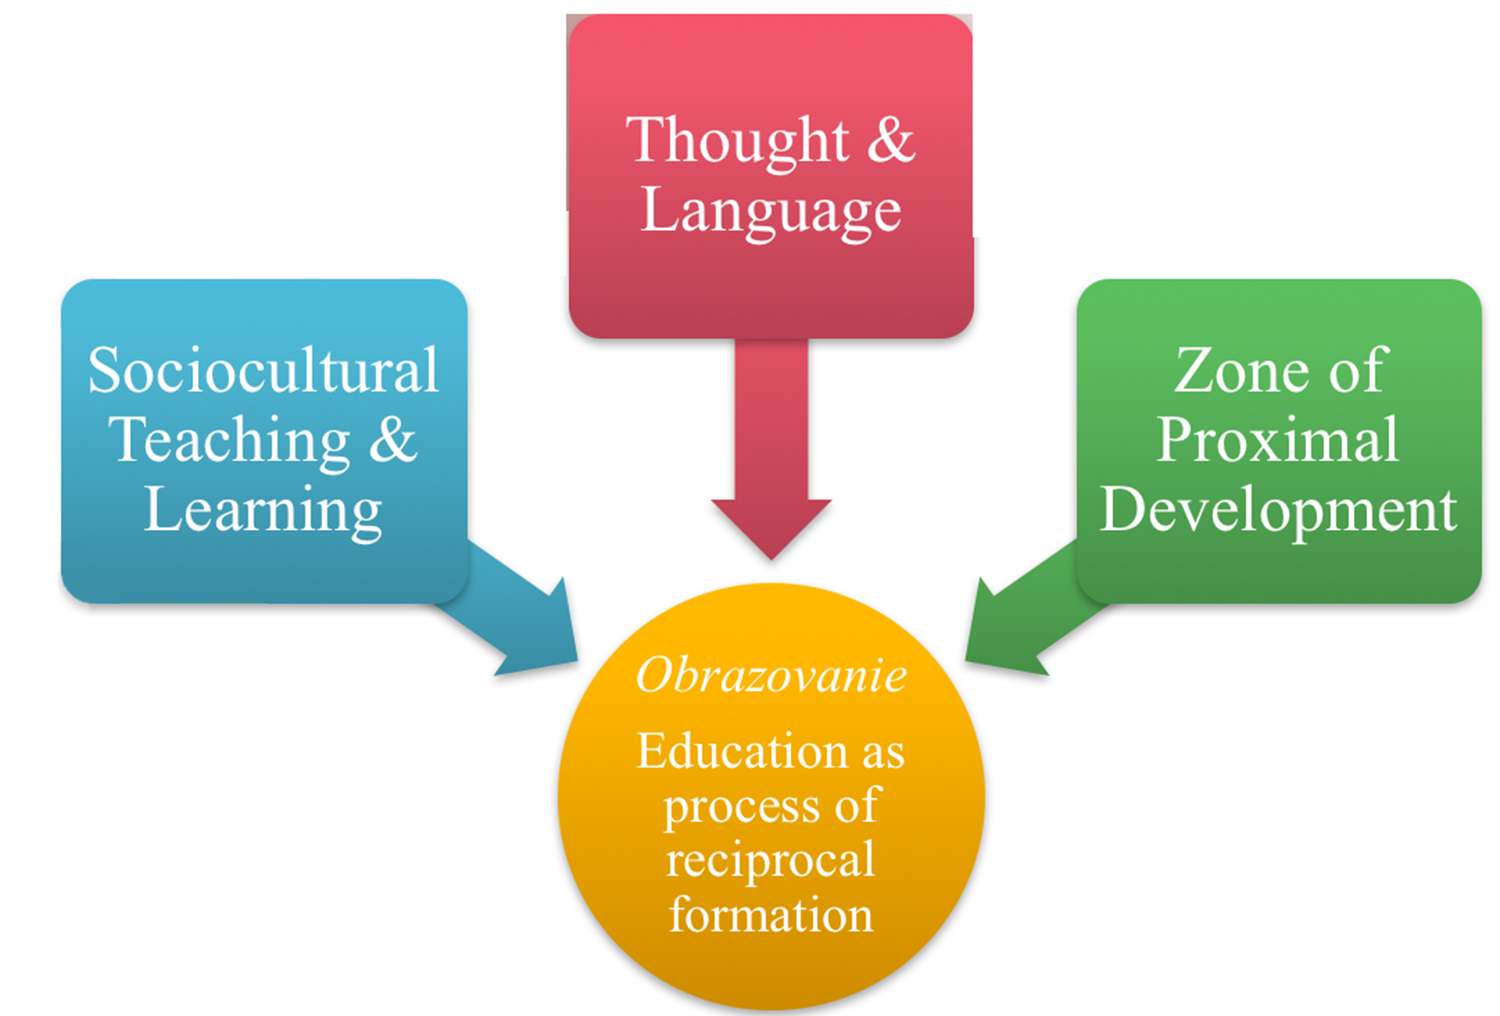 Thought &
Language
Sociocultural
Teaching &
Learning
Zone of
Proximal
Development
Obrazovanie
Education as
process of
reciprocal
formation